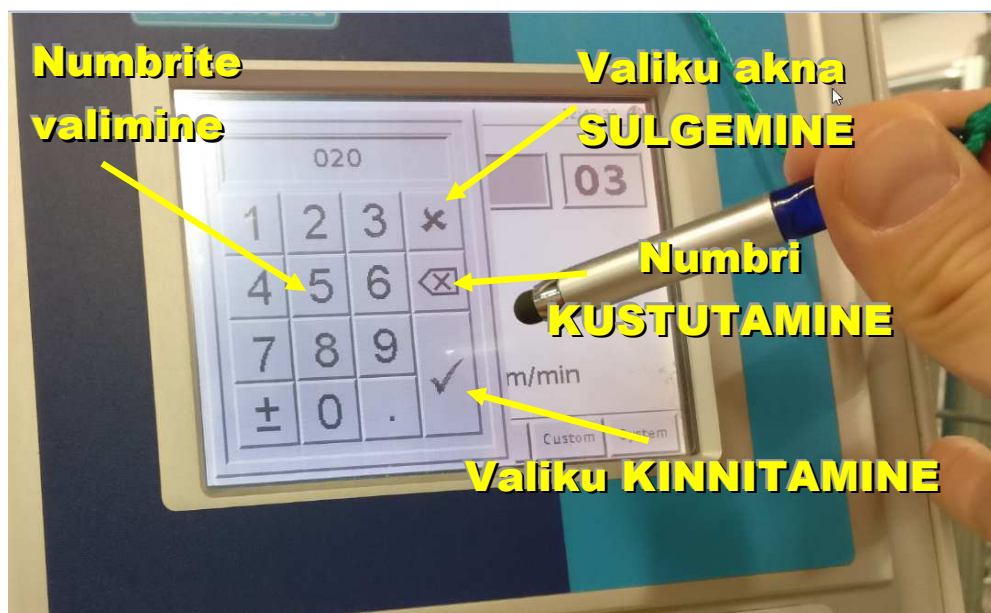 Numbrite
valimine
Valiku akna
SULGEMINE
020
03
1 2 3
4 5 6
Numbri
KUSTUTAMINE
7 8 9
m/min
± 0 .
Custom System
Valiku KINNITAMINE